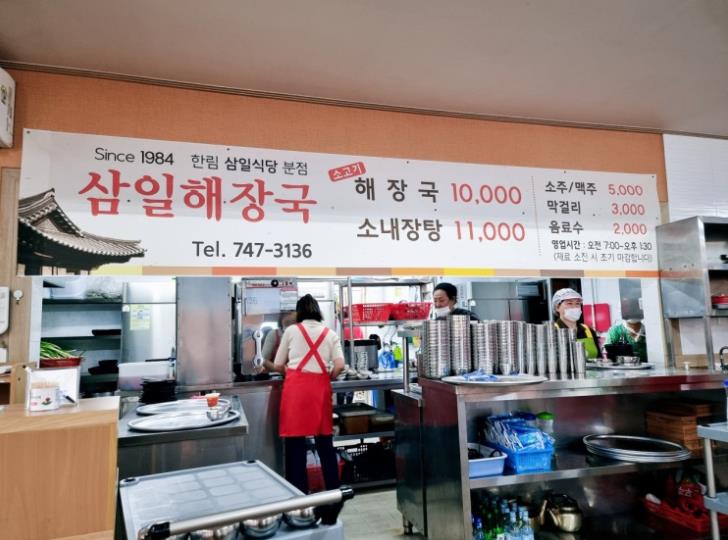 Since 1984 한림 삼일식당 분점
삼일해장국
Tel. 747-3136
소고기
해장국 10,000
소내장탕 11,000
소주/맥주 5,000
막걸리 3,000
음료수 2,000
영업시간 : 오전 7:00~오후 1:30
(재료 소진 시 조기 마감합니다)